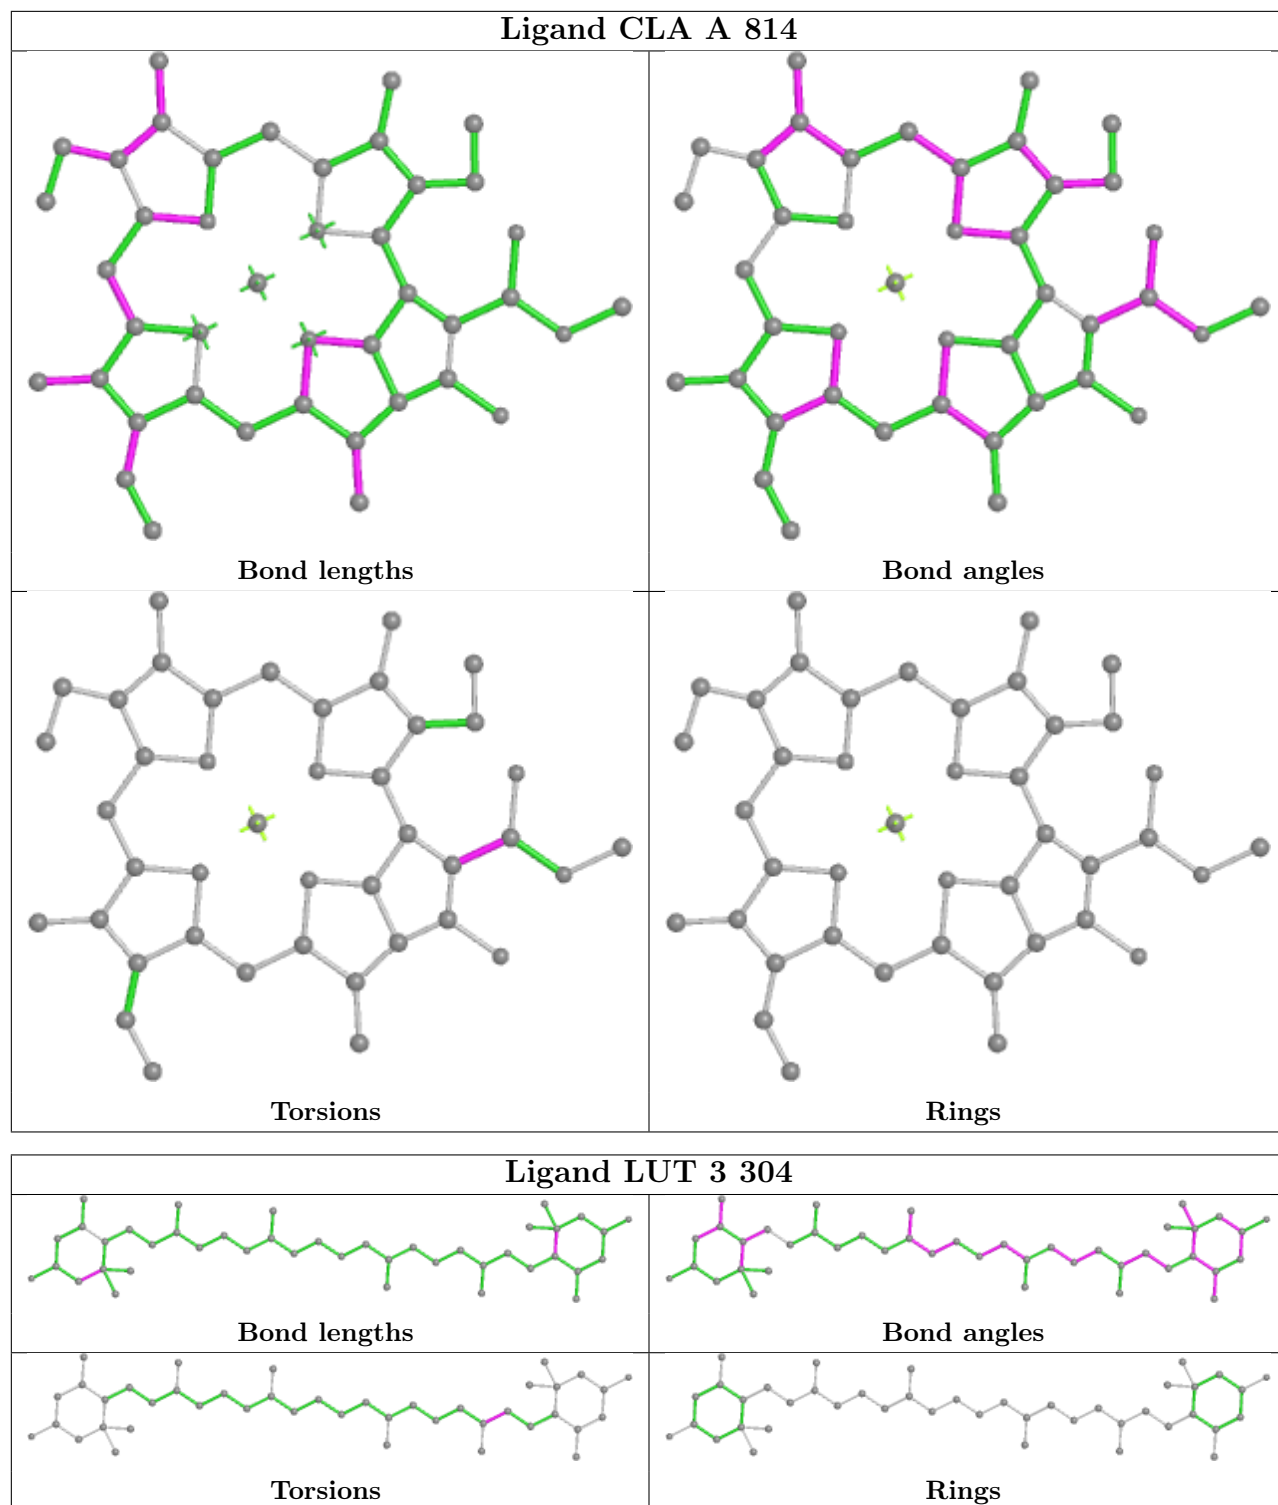 Ligand CLA A 814
Bond lengths
Bond angles
Torsions
Rings
Ligand LUT 3 304
Bond lengths
Bond angles
Torsions
Rings